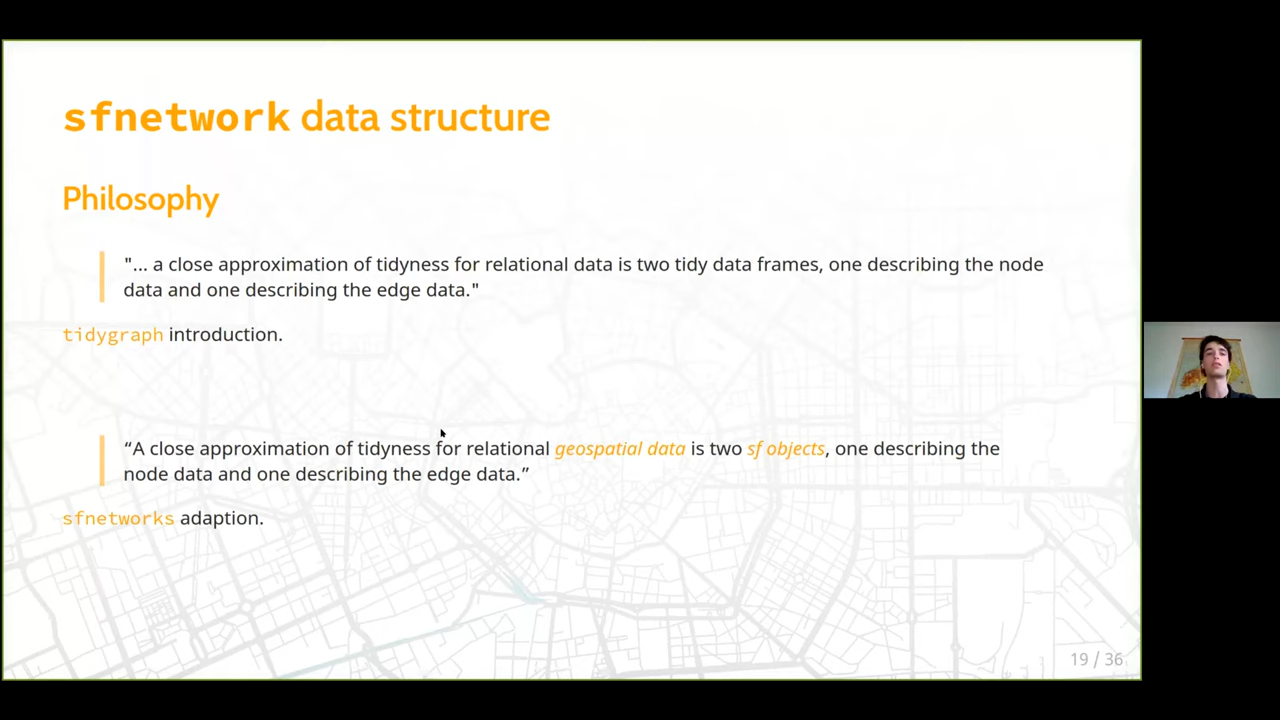 sfnetwork data structure
Philosophy
"... a close approximation of tidyness for relational data is two tidy data frames, one describing the node
data and one describing the edge data."
tidygraph introduction.
“A close approximation of tidyness for relational geospatial data is two sf objects, one describing the
node data and one describing the edge data.”
sfnetworks adaption.
19 / 36